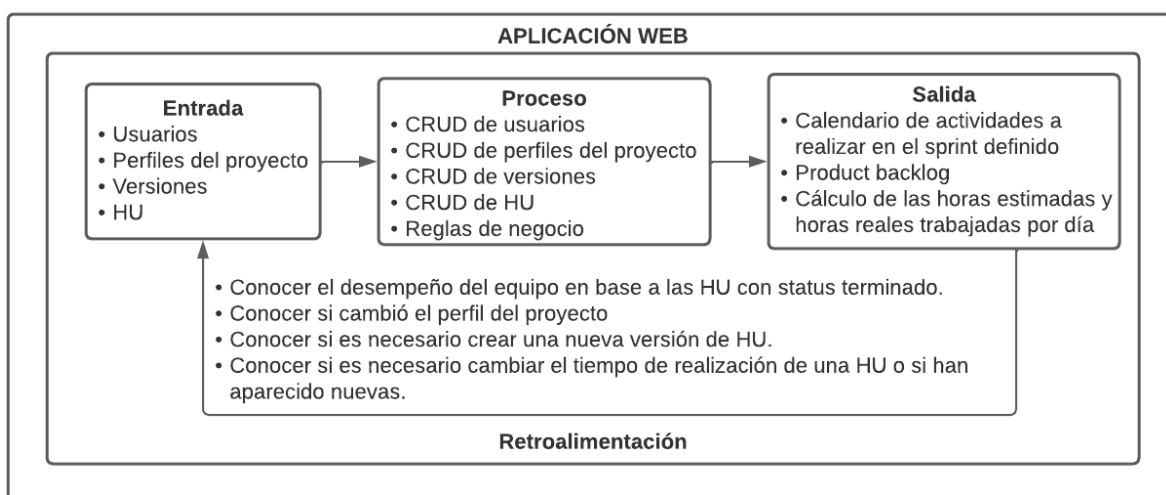 APLICACIÓN WEB
Entrada
• Usuarios
• Perfiles del proyecto
• Versiones
• HU
Proceso
• CRUD de usuarios
• CRUD de perfiles del proyecto
• CRUD de versiones
• CRUD de HU
• Reglas de negocio
Salida
• Calendario de actividades a
realizar en el sprint definido
• Product backlog
• Cálculo de las horas estimadas y
horas reales trabajadas por día
• Conocer el desempeño del equipo en base a las HU con status terminado.
• Conocer si cambió el perfil del proyecto
• Conocer si es necesario crear una nueva versión de HU.
• Conocer si es necesario cambiar el tiempo de realización de una HU o si han
aparecido nuevas.
Retroalimentación